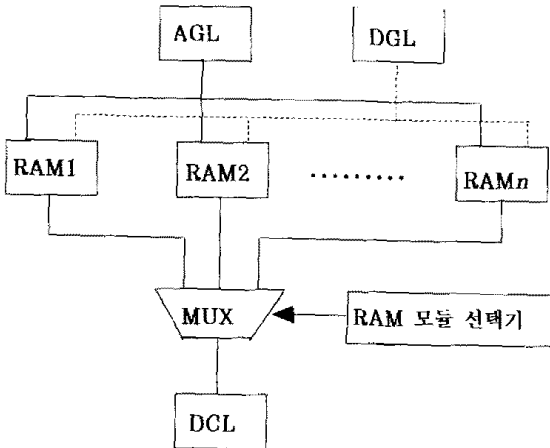 AGL
DGL
RAM1
RAM2
.........
RAMn
MUX
RAM 모듈 선택기
DCL